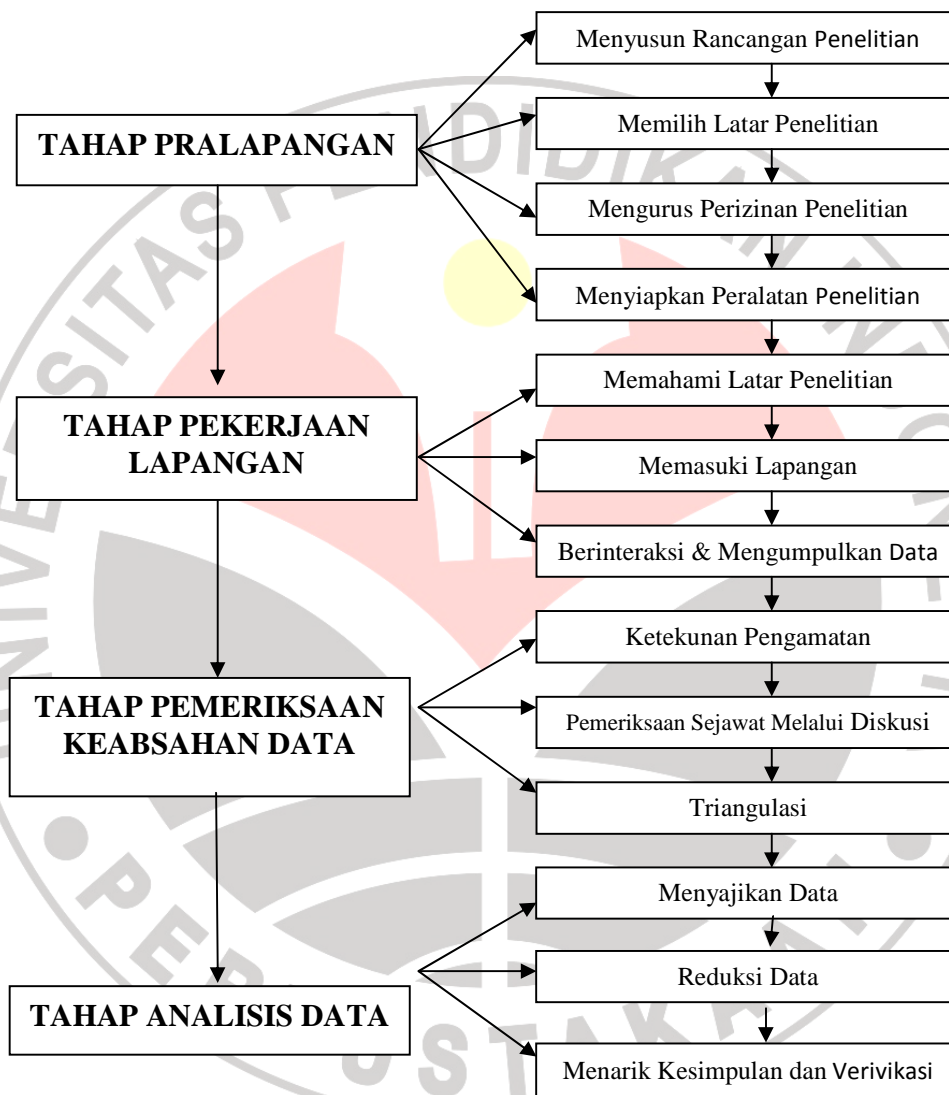 Menyusun Rancangan Penelitian
TAHAP PRALAPANGAN
Memilih Latar Penelitian
Mengurus Perizinan Penelitian
Menyiapkan Peralatan Penelitian
TAHAP PEKERJAAN
LAPANGAN
Memahami Latar Penelitian
Memasuki Lapangan
Berinteraksi & Mengumpulkan Data
TAHAP PEMERIKSAAN
KEABSAHAN DATA
Ketekunan Pengamatan
Pemeriksaan Sejawat Melalui Diskusi
Triangulasi
TAHAP ANALISIS DATA
Menyajikan Data
Reduksi Data
Menarik Kesimpulan dan Verivikasi